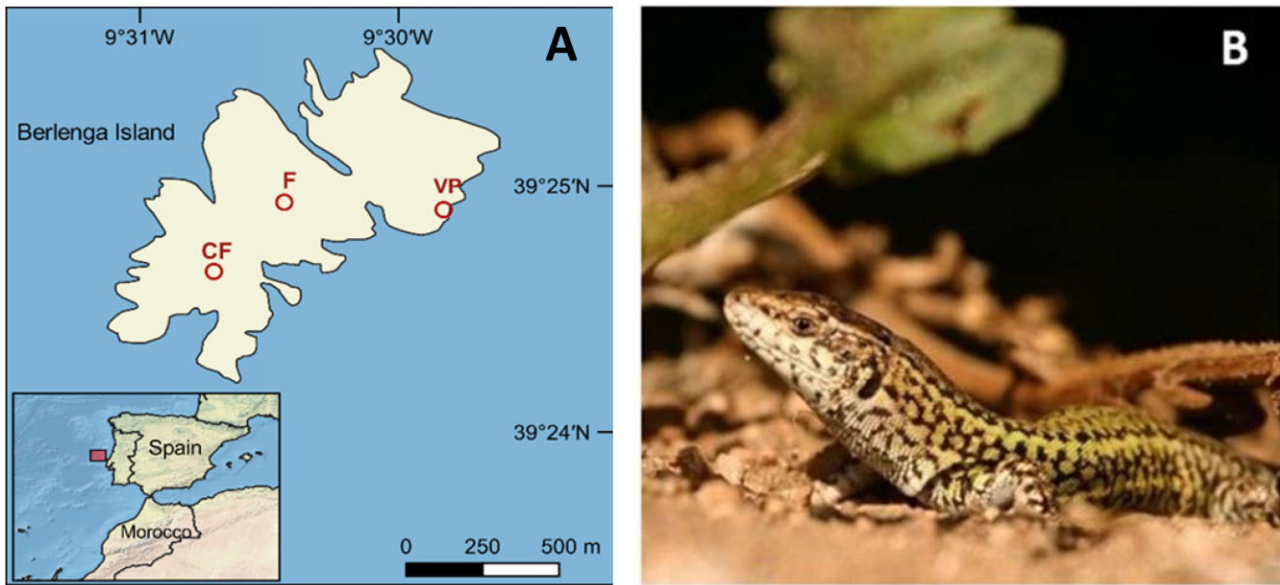 9°31'W 9°30'W A
Berlenga Island
F
VP
39°25'N
CF
39°24'N
Spain
Morocco
0 250 500 m
B